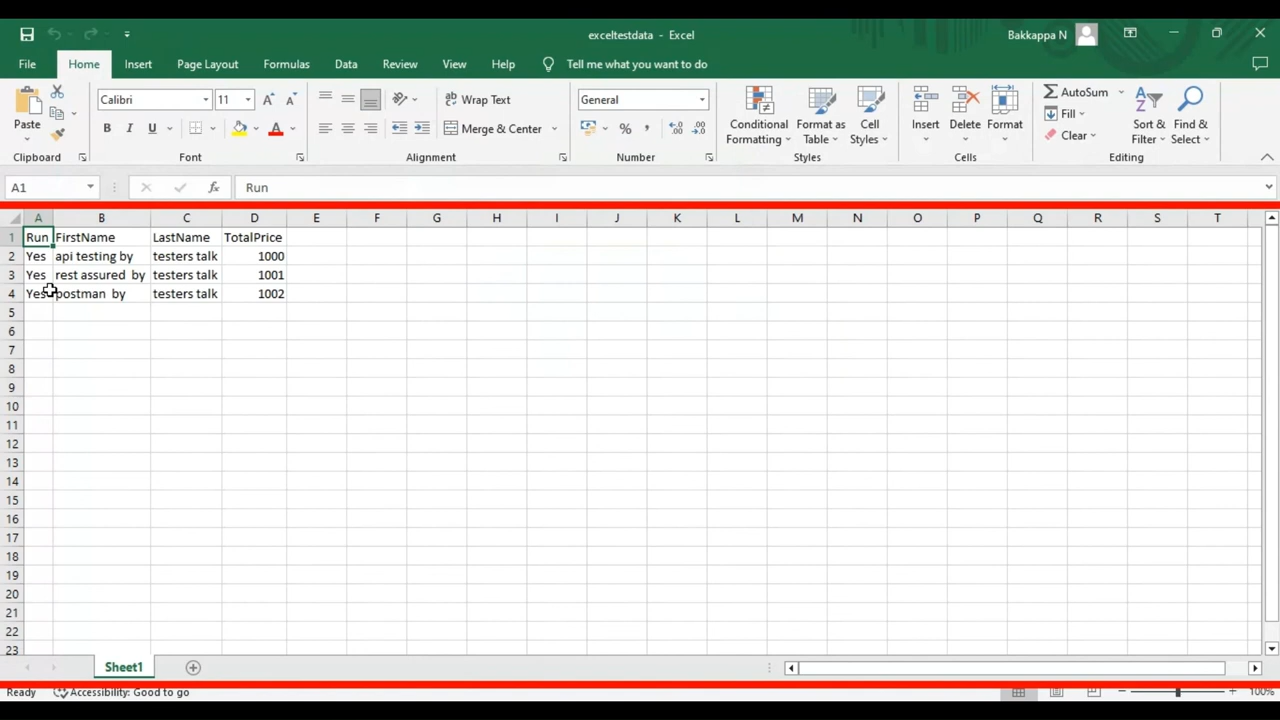 exceltestdata - Excel
Bakkappa N
File Home Insert Page Layout Formulas Data Review View Help Tell me what you want to do
Paste
Clipboard
Calibri 11 A A
B I U A
Font
ab Wrap Text
Merge & Center
Alignment
General
% , .00 .00
Number
Conditional Formatting
Format as Table
Cell Styles
Styles
Insert
Delete
Format
Cells
AutoSum
Fill
Clear
Sort & Filter
Find & Select
Editing
A1 fx Run
A B C D E F G H I J K L M N O P Q R S T
1 Run FirstName LastName TotalPrice
2 Yes api testing by testers talk 1000
3 Yes rest assured by testers talk 1001
4 Yes postman by testers talk 1002
5
6
7
8
9
10
11
12
13
14
15
16
17
18
19
20
21
22
23
Sheet1
Ready Accessibility: Good to go 100%